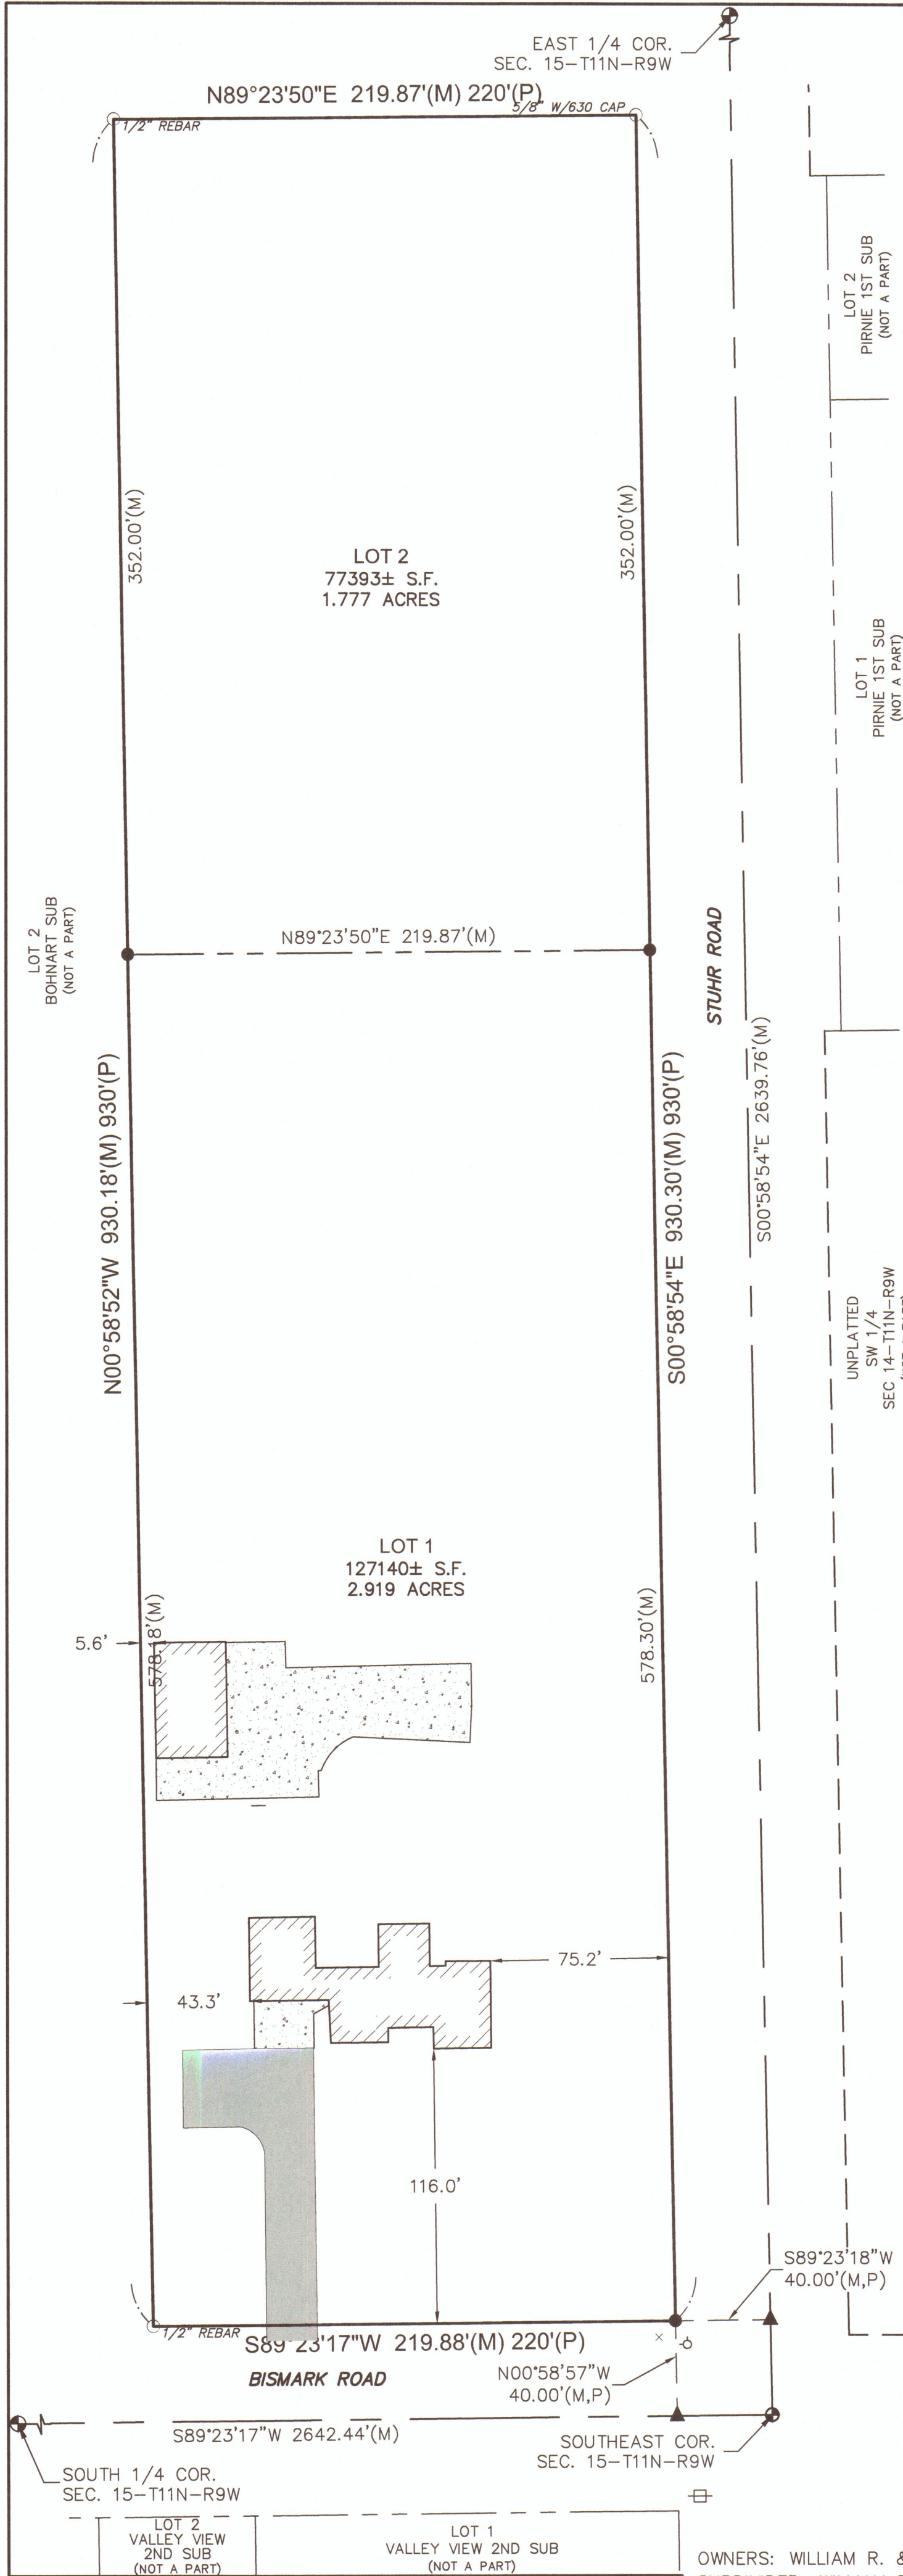 EAST 1/4 COR.
SEC. 15-T11N-R9W
N89°23'50"E 219.87'(M) 220'(P)
1/2" REBAR
5/8" W/630 CAP
LOT 2
PIRNIE 1ST SUB
(NOT A PART)
352.00'(M)
352.00'(M)
LOT 2
77393± S.F.
1.777 ACRES
LOT 1
PIRNIE 1ST SUB
(NOT A PART)
LOT 2
BOHNART SUB
(NOT A PART)
N89°23'50"E 219.87'(M)
STUHR ROAD
S00°58'54"E 2639.76'(M)
N00°58'52"W 930.18'(M) 930'(P)
S00°58'54"E 930.30'(M) 930'(P)
UNPLATTED
SW 1/4
SEC 14-T11N-R9W
LOT 1
127140± S.F.
2.919 ACRES
5.6'
578.18'(M)
578.30'(M)
75.2'
43.3'
116.0'
S89°23'18"W
40.00'(M,P)
1/2" REBAR
S89°23'17"W 219.88'(M) 220'(P)
BISMARK ROAD
N00°58'57"W
40.00'(M,P)
S89°23'17"W 2642.44'(M)
SOUTHEAST COR.
SEC. 15-T11N-R9W
SOUTH 1/4 COR.
SEC. 15-T11N-R9W
LOT 2
VALLEY VIEW
2ND SUB
(NOT A PART)
LOT 1
VALLEY VIEW 2ND SUB
(NOT A PART)
OWNERS: WILLIAM R. &